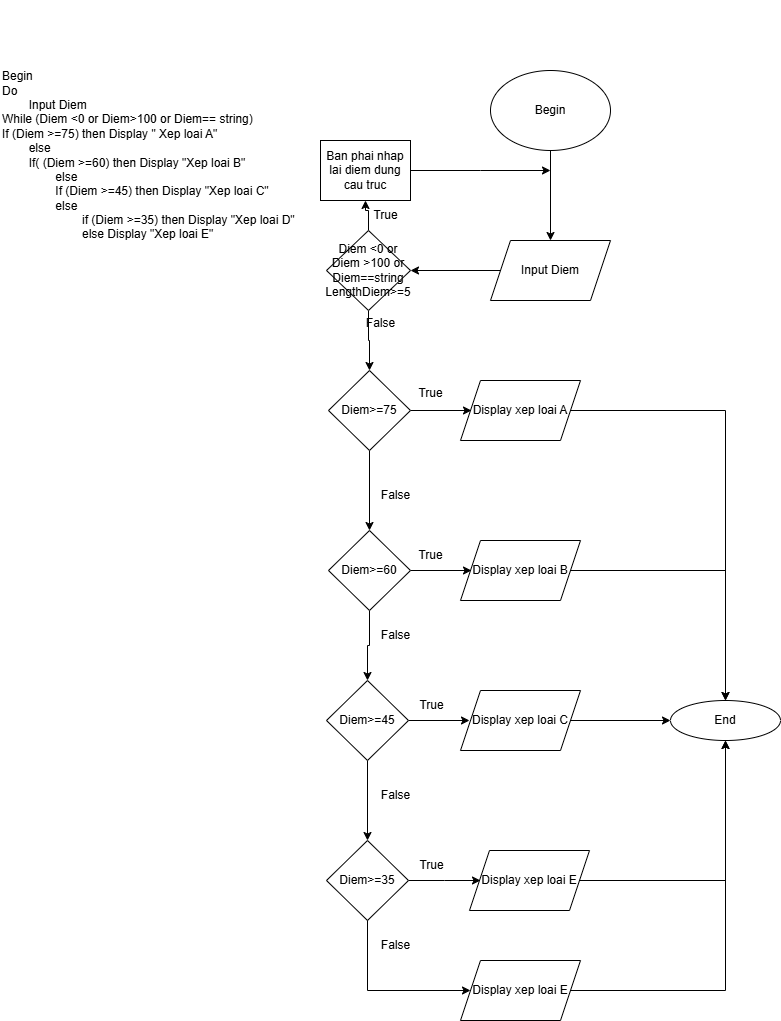 Begin
Do
Input Diem
While (Diem <0 or Diem>100 or Diem== string)
If (Diem >=75) then Display " Xep loai A"
else
If( (Diem >=60) then Display "Xep loai B"
else
If (Diem >=45) then Display "Xep loai C"
else
if (Diem >=35) then Display "Xep loai D"
else Display "Xep loai E"
Begin
Ban phai nhap
lai diem dung
cau truc
True
Diem <0 or
Diem >100 or
Diem==string
LengthDiem>=5
Input Diem
False
Diem>=75
True
Display xep loai A
False
Diem>=60
True
Display xep loai B
False
Diem>=45
True
Display xep loai C
End
False
Diem>=35
True
Display xep loai E
False
Display xep loai E